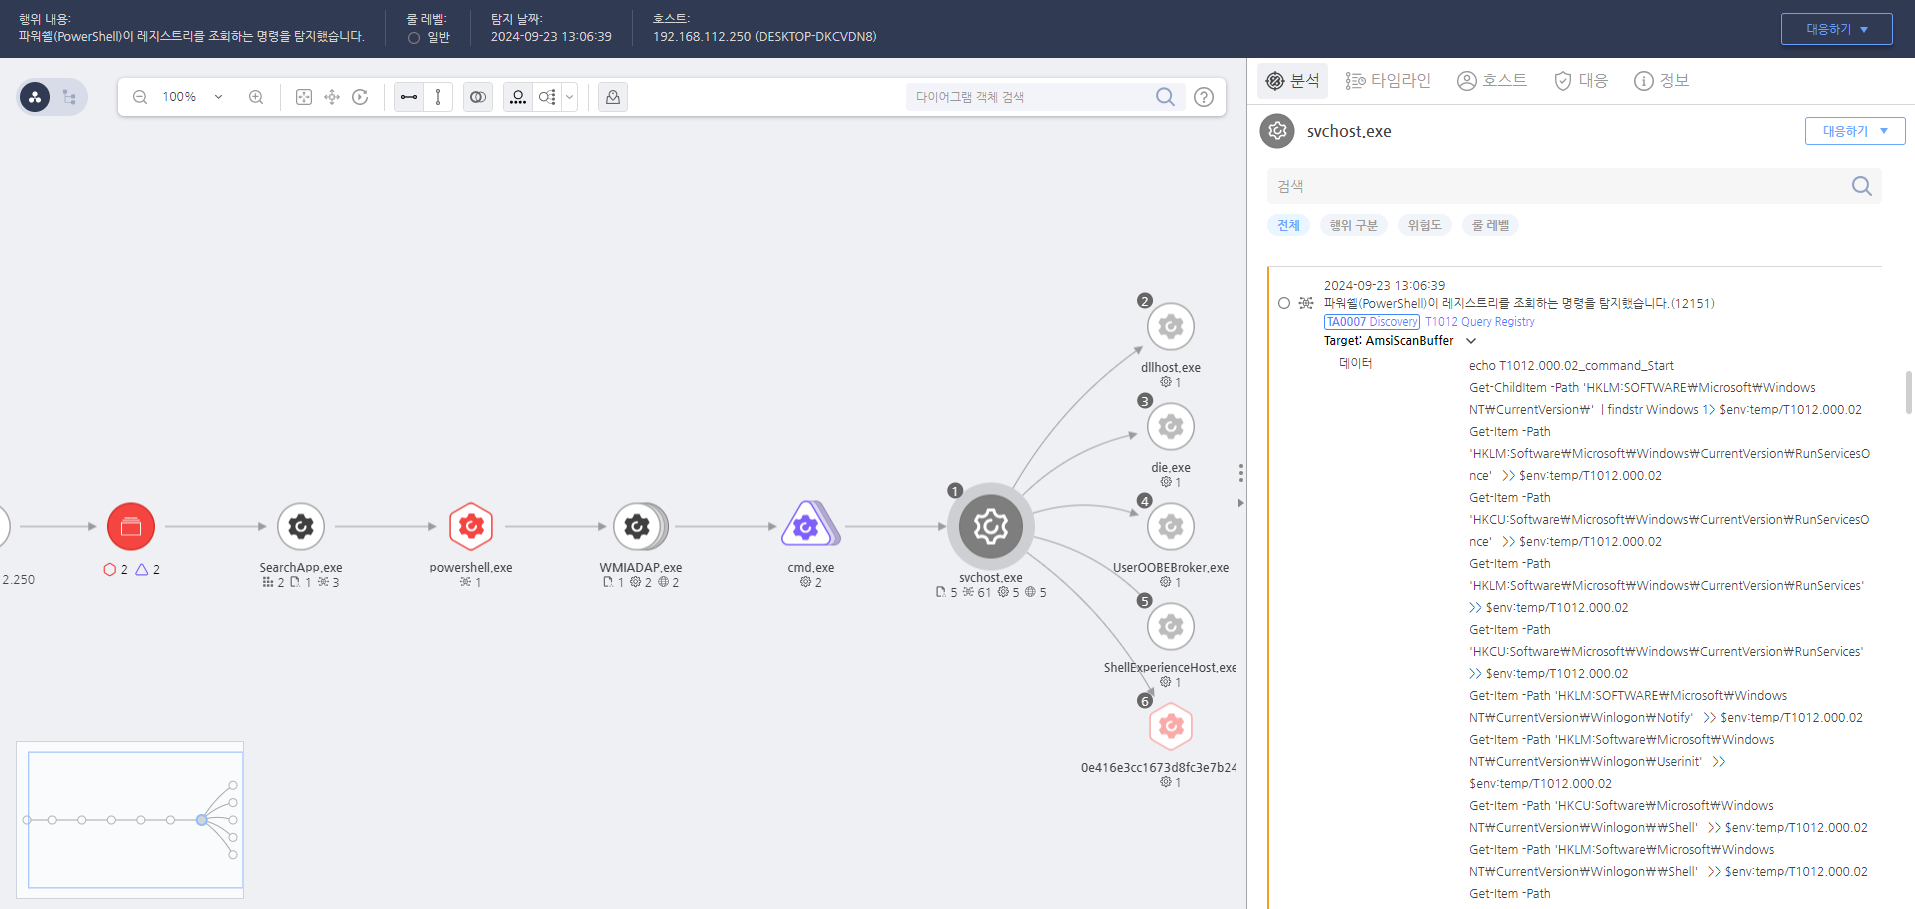 행위 내용:
파워쉘(PowerShell)이 레지스트리를 조회하는 명령을 탐지했습니다.
룰 레벨:
일반
탐지 날짜:
2024-09-23 13:06:39
호스트:
192.168.112.250 (DESKTOP-DKCVDN8)
대응하기
100%
다이어그램 객체 검색
2.250
2
2
SearchApp.exe
2 1 3
powershell.exe
1
WMIADAP.exe
1 2 2
cmd.exe
2
1
svchost.exe
5 61 5 5
2
dllhost.exe
1
3
die.exe
1
4
UserOOBEBroker.exe
1
5
ShellExperienceHost.exe
1
6
0e416e3cc1673d8fc3e7b24
1
분석
타임라인
호스트
대응
정보
svchost.exe
대응하기
검색
전체
행위 구분
위험도
룰 레벨
2024-09-23 13:06:39
파워쉘(PowerShell)이 레지스트리를 조회하는 명령을 탐지했습니다.(12151)
TA0007 Discovery T1012 Query Registry
Target: AmsiScanBuffer
데이터
echo T1012.000.02_command_Start
Get-ChildItem -Path 'HKLM:SOFTWARE₩Microsoft₩Windows
NT₩CurrentVersion₩' | findstr Windows 1> $env:temp/T1012.000.02
Get-Item -Path
'HKLM:Software₩Microsoft₩Windows₩CurrentVersion₩RunServicesO
nce' >> $env:temp/T1012.000.02
Get-Item -Path
'HKCU:Software₩Microsoft₩Windows₩CurrentVersion₩RunServicesO
nce' >> $env:temp/T1012.000.02
Get-Item -Path
'HKLM:Software₩Microsoft₩Windows₩CurrentVersion₩RunServices'
>> $env:temp/T1012.000.02
Get-Item -Path
'HKCU:Software₩Microsoft₩Windows₩CurrentVersion₩RunServices'
>> $env:temp/T1012.000.02
Get-Item -Path 'HKLM:SOFTWARE₩Microsoft₩Windows
NT₩CurrentVersion₩Winlogon₩Notify' >> $env:temp/T1012.000.02
Get-Item -Path 'HKLM:Software₩Microsoft₩Windows
NT₩CurrentVersion₩Winlogon₩Userinit' >>
$env:temp/T1012.000.02
Get-Item -Path 'HKCU:Software₩Microsoft₩Windows
NT₩CurrentVersion₩Winlogon₩₩Shell' >> $env:temp/T1012.000.02
Get-Item -Path 'HKLM:Software₩Microsoft₩Windows
NT₩CurrentVersion₩Winlogon₩₩Shell' >> $env:temp/T1012.000.02
Get-Item -Path